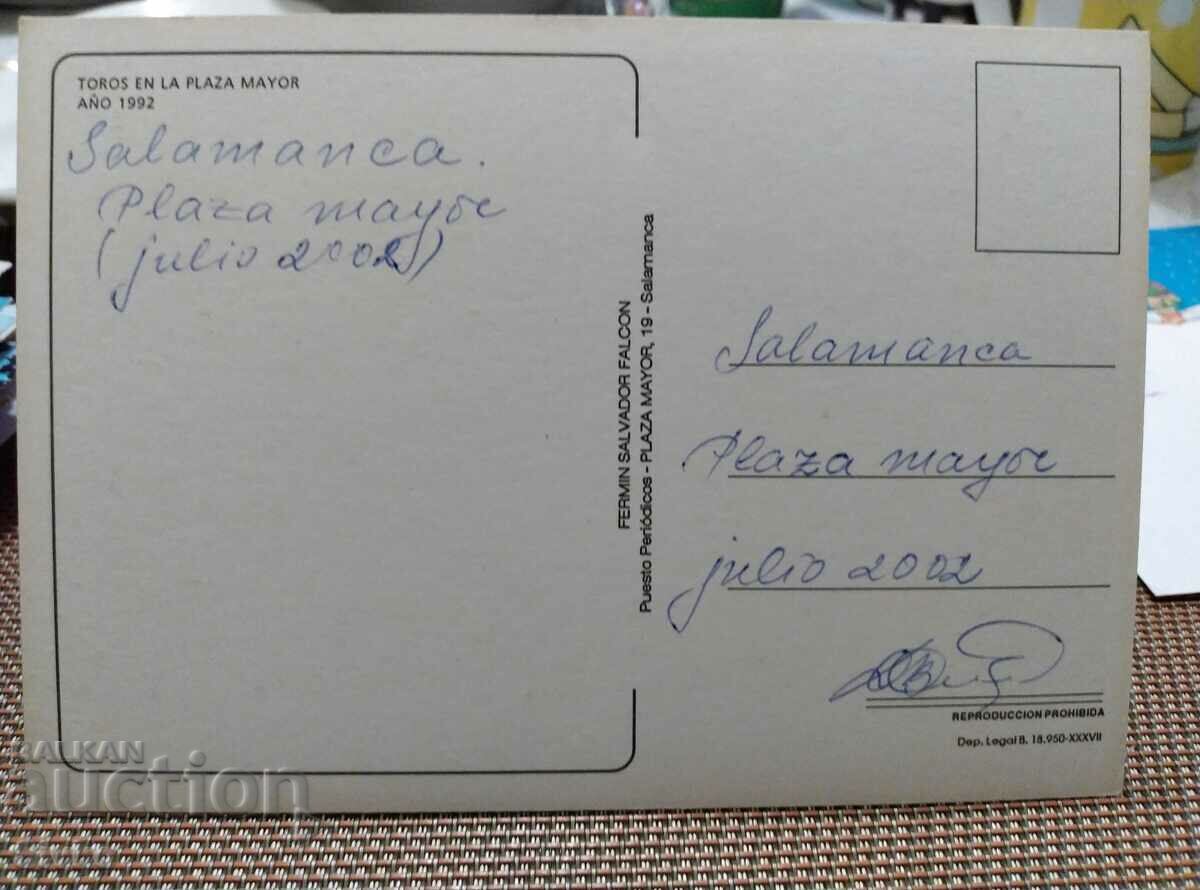 TOROS EN LA PLAZA MAYOR
AÑO 1992
Salamanca.
Plaza mayor
(julio 2002)
FERMIN SALVADOR FALCON
Puesto Periódicos - PLAZA MAYOR, 19 - Salamanca
Salamanca
Plaza mayor
julio 2002
REPRODUCCION PROHIBIDA
Dep. Legal B. 18.950-XXXVII
BALKAN
auction